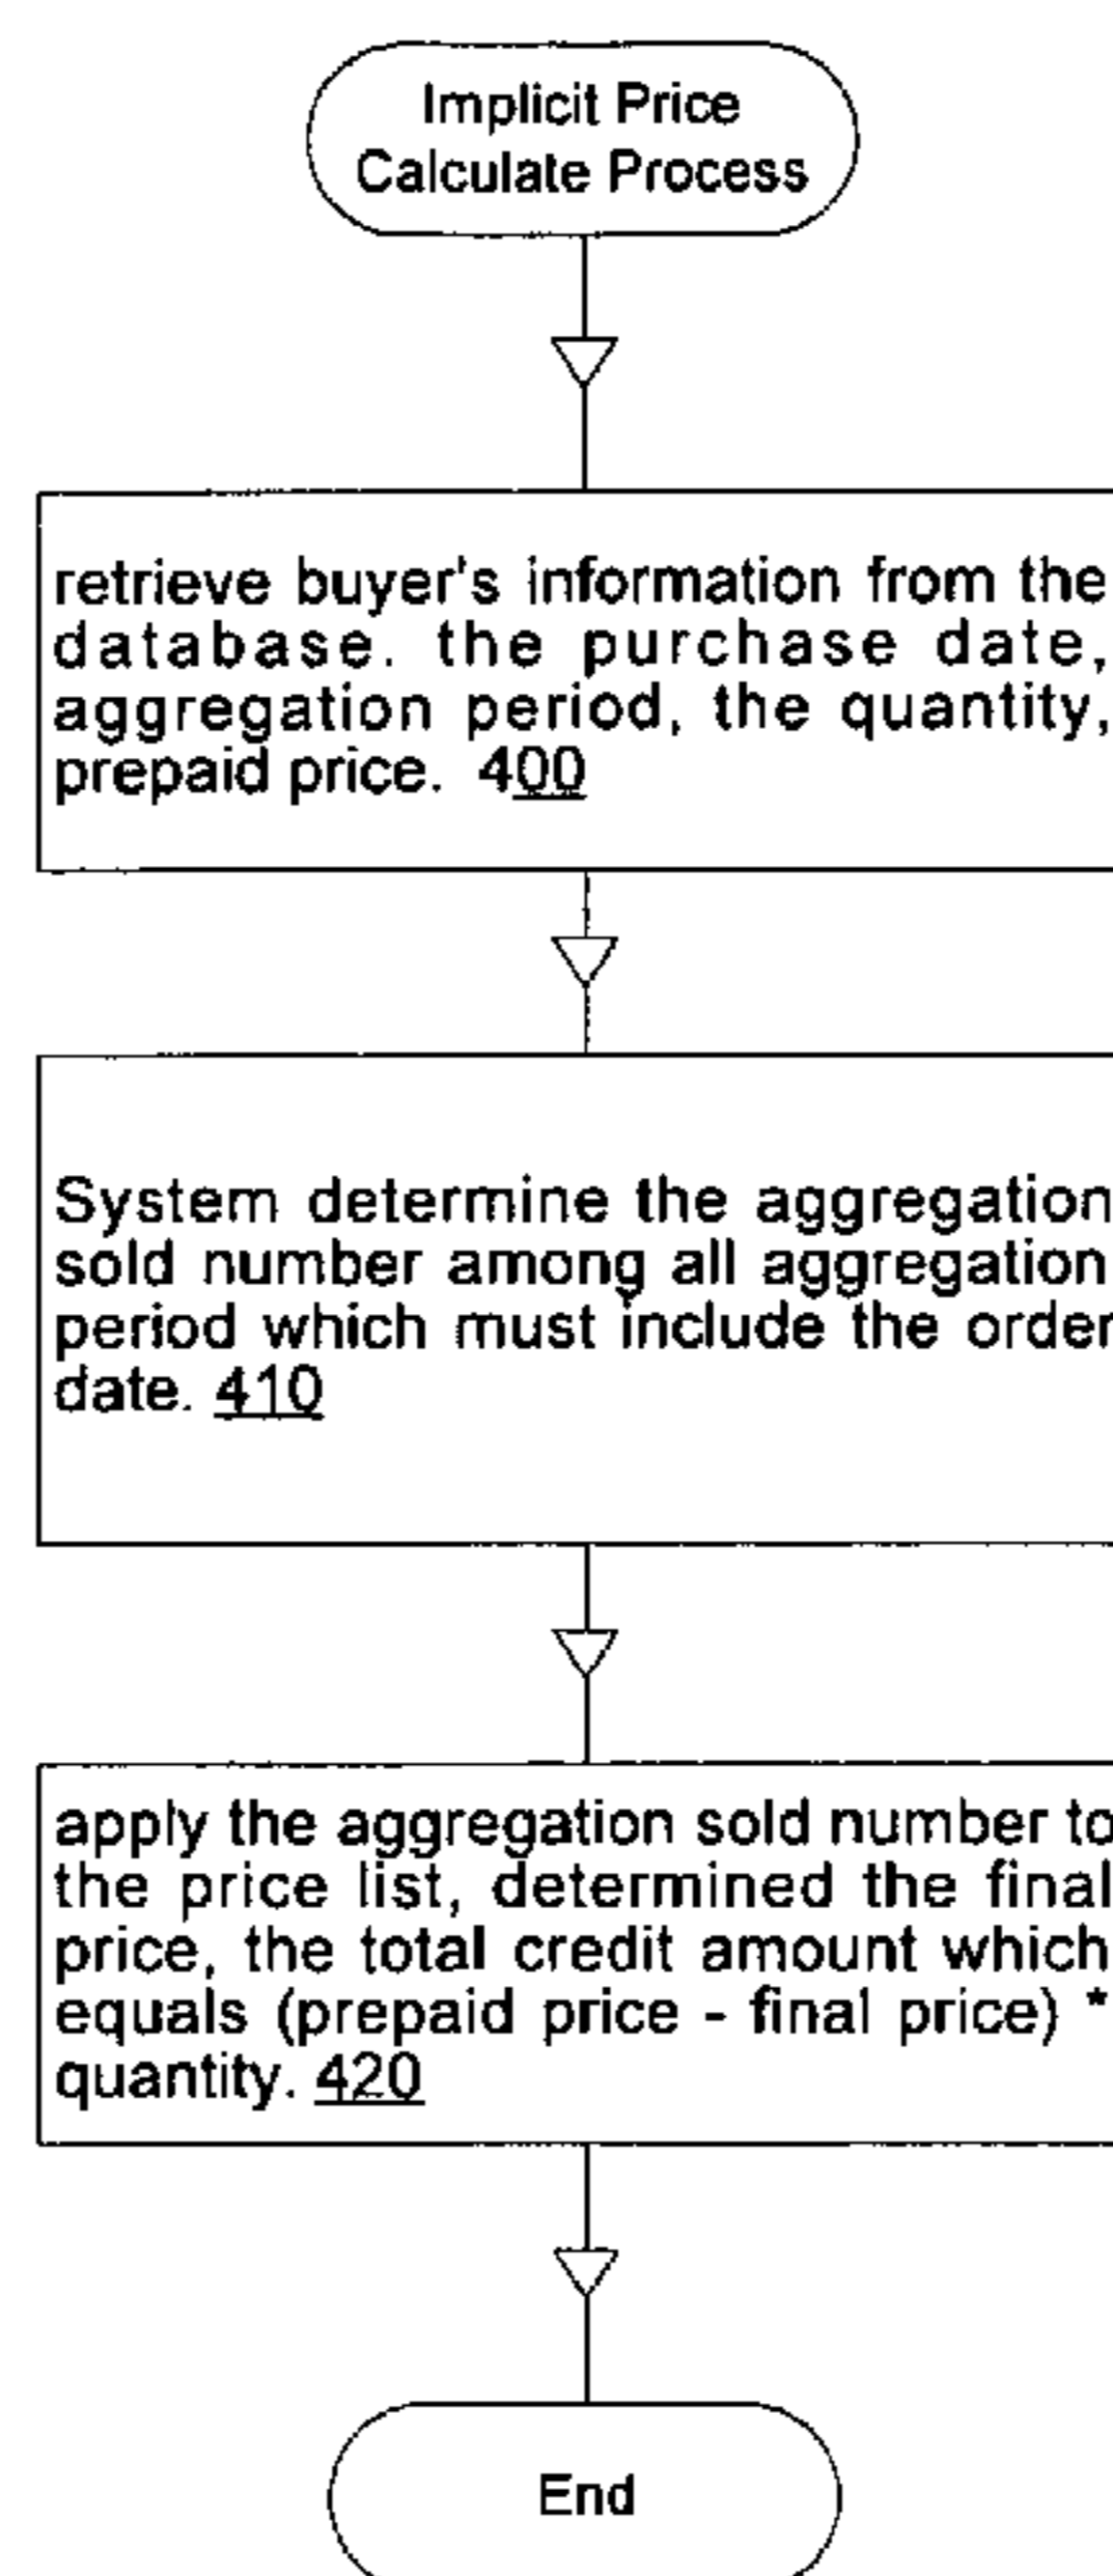 Implicit Price
Calculate Process
retrieve buyer's information from the
database. the purchase date,
aggregation period, the quantity,
prepaid price. 400
System determine the aggregation
sold number among all aggregation
period which must include the order
date. 410
apply the aggregation sold number to
the price list, determined the final
price, the total credit amount which
equals (prepaid price - final price) *
quantity. 420
End